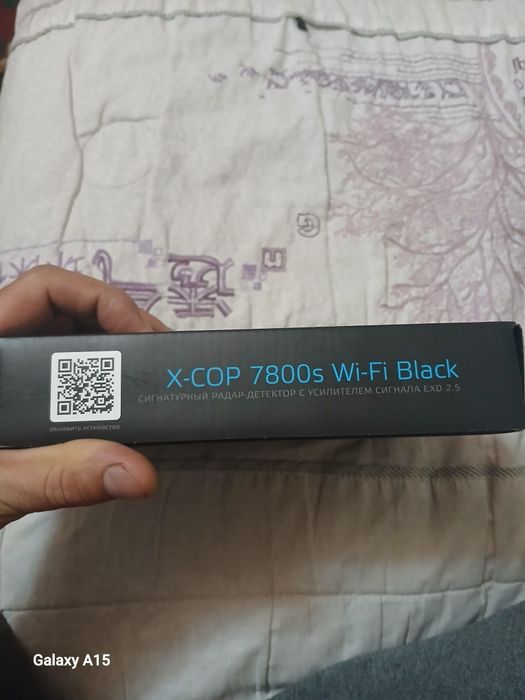 X-COP 7800s Wi-Fi Black
СИГНАТУРНЫЙ РАДАР-ДЕТЕКТОР С УСИЛИТЕЛЕМ СИГНАЛА EXD 2.5
ОБНОВИТЬ УСТРОЙСТВО
Galaxy A15